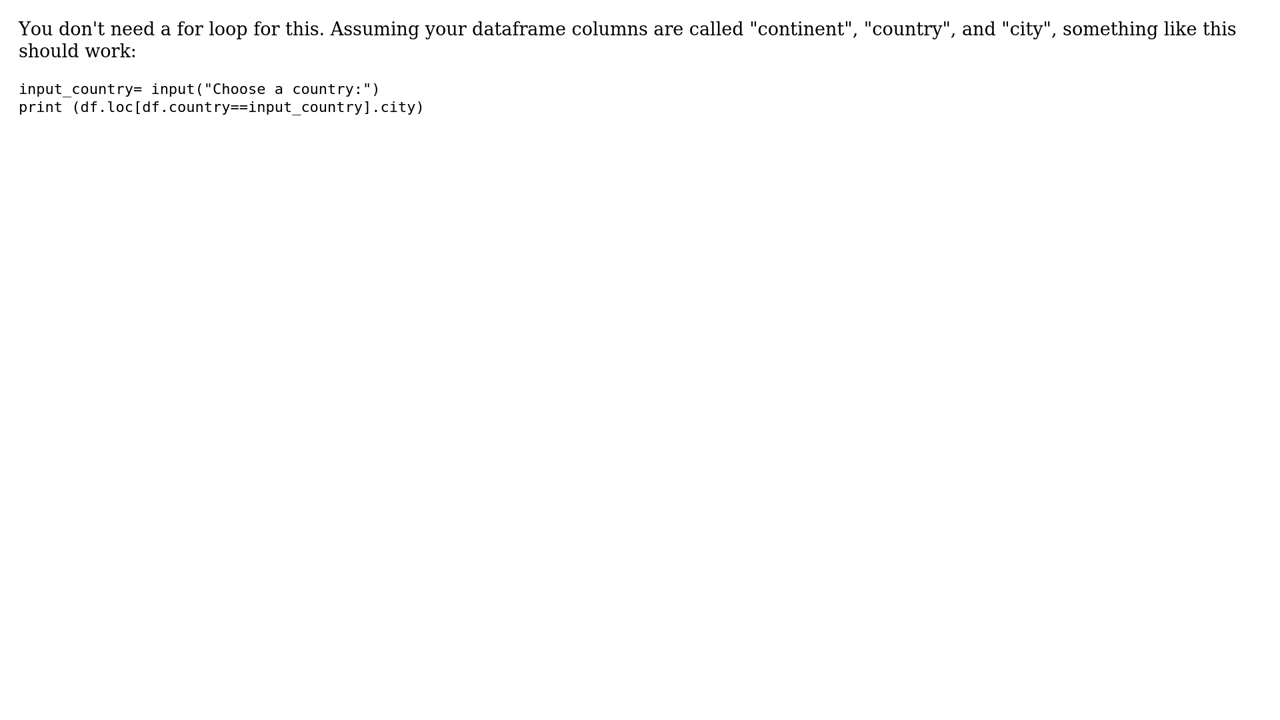 You don't need a for loop for this. Assuming your dataframe columns are called "continent", "country", and "city", something like this
should work:
input_country= input("Choose a country:")
print (df.loc[df.country==input_country].city)